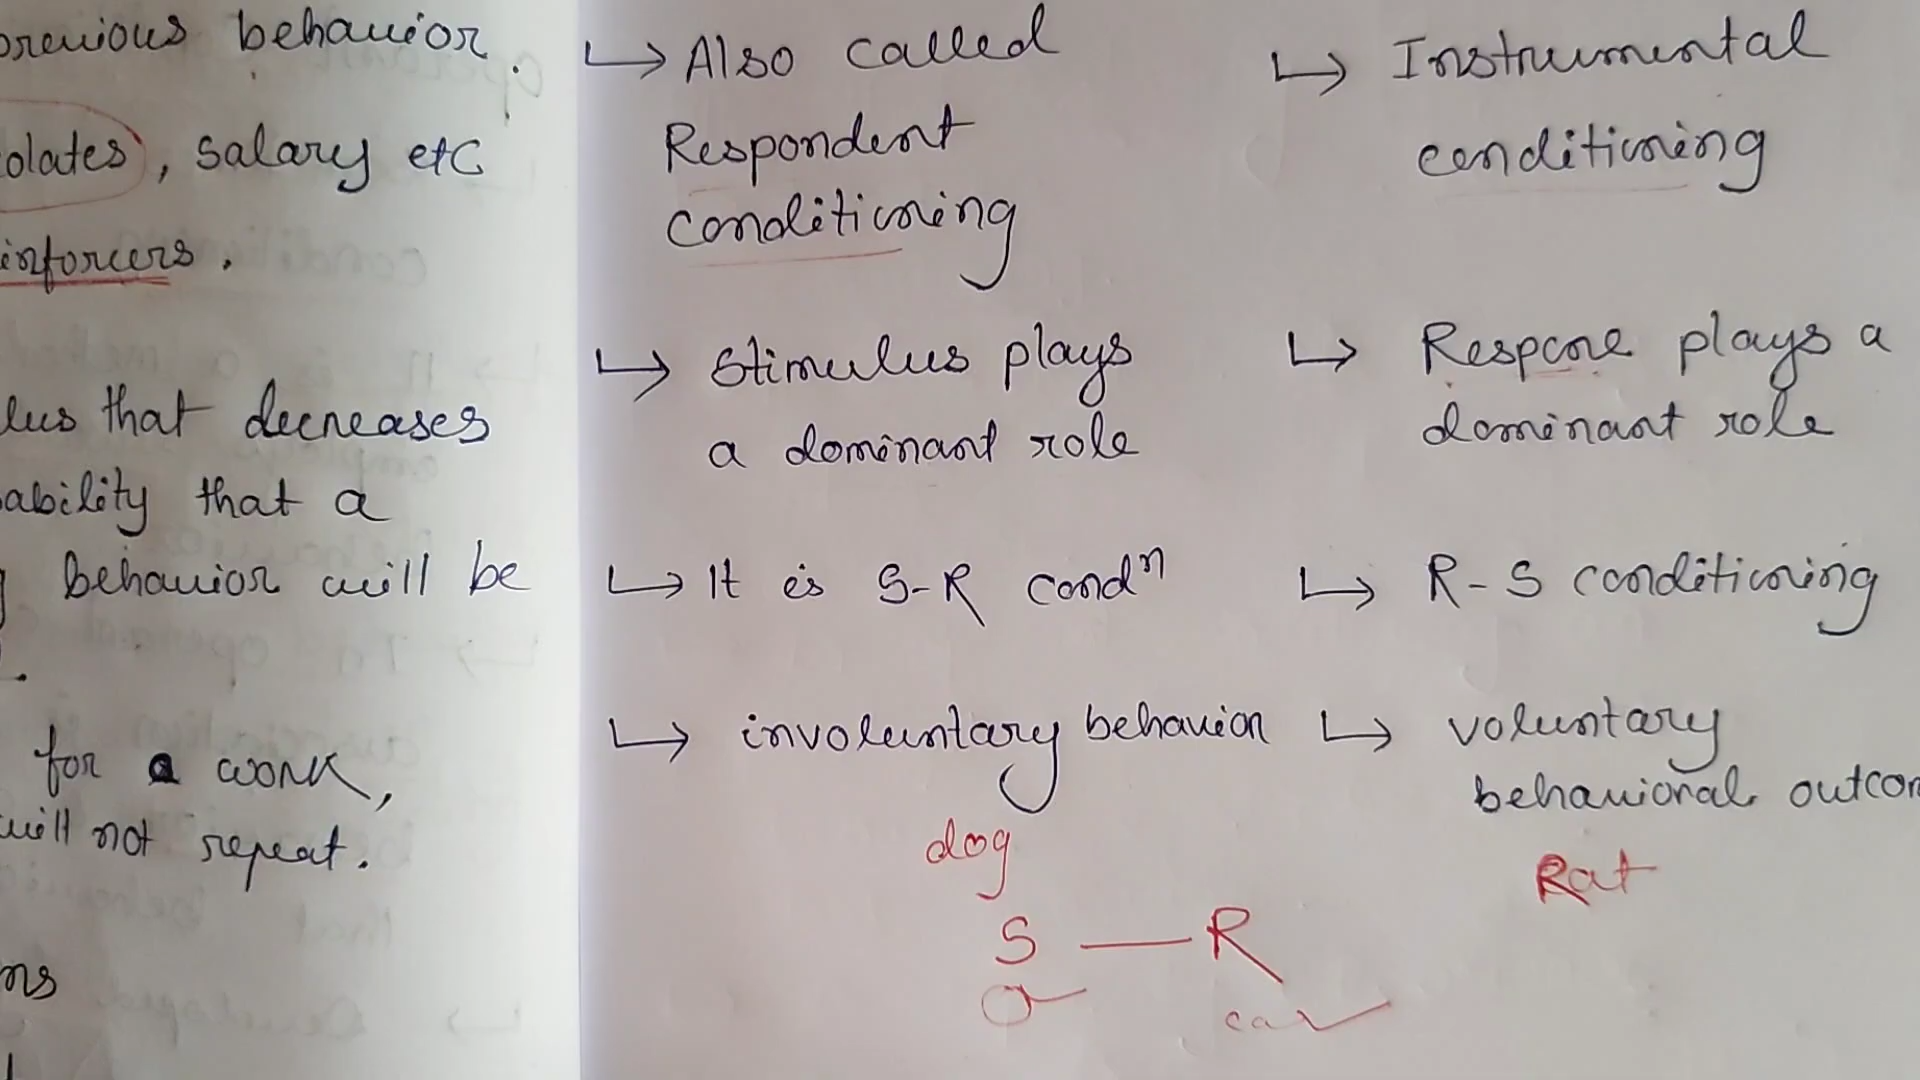 previous behavior.
olates, salary etc
inforcers.
lus that decreases
ability that a
behavior will be
for a work,
will not repeat.
ns
↳ Also called
Respondent
conditioning
↳ Stimulus plays
a dominant role
↳ It is S-R condⁿ
↳ involuntary behavior
dog
S — R
↳ Instrumental
conditioning
↳ Respone plays a
dominant role
↳ R-S conditioning
↳ voluntary
behavioral outcom
Rat